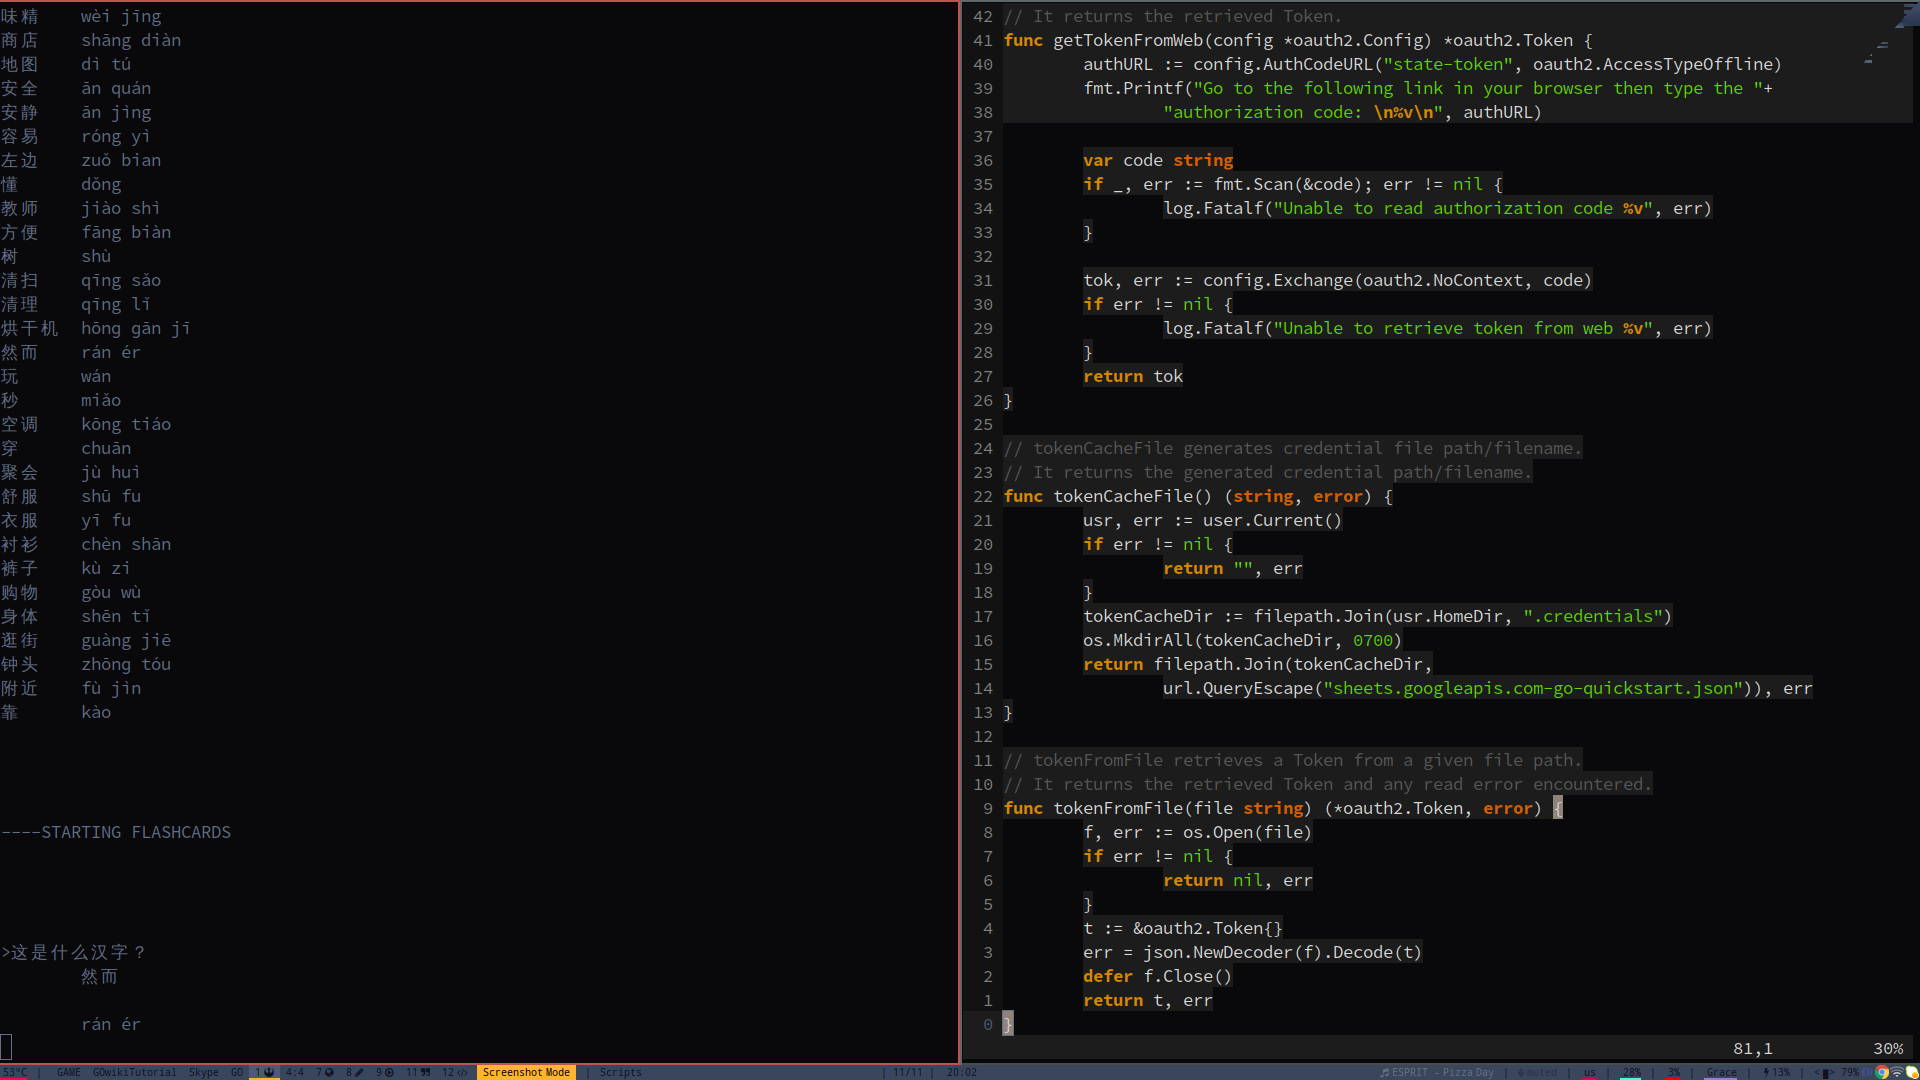 味精 wèi jīng
商店 shāng diàn
地图 dì tú
安全 ān quán
安静 ān jìng
容易 róng yì
左边 zuǒ bian
懂 dǒng
教师 jiào shì
方便 fāng biàn
树 shù
清扫 qīng sǎo
清理 qīng lǐ
烘干机 hōng gān jī
然而 rán ér
玩 wán
秒 miǎo
空调 kōng tiáo
穿 chuān
聚会 jù huì
舒服 shū fu
衣服 yī fu
衬衫 chèn shān
裤子 kù zi
购物 gòu wù
身体 shēn tǐ
逛街 guàng jiē
钟头 zhōng tóu
附近 fù jìn
靠 kào
----STARTING FLASHCARDS
>这是什么汉字？
然而
rán ér
42 // It returns the retrieved Token.
41 func getTokenFromWeb(config *oauth2.Config) *oauth2.Token {
40 authURL := config.AuthCodeURL("state-token", oauth2.AccessTypeOffline)
39 fmt.Printf("Go to the following link in your browser then type the "+
38 "authorization code: \n%v\n", authURL)
37
36 var code string
35 if _, err := fmt.Scan(&code); err != nil {
34 log.Fatalf("Unable to read authorization code %v", err)
33 }
32
31 tok, err := config.Exchange(oauth2.NoContext, code)
30 if err != nil {
29 log.Fatalf("Unable to retrieve token from web %v", err)
28 }
27 return tok
26 }
25
24 // tokenCacheFile generates credential file path/filename.
23 // It returns the generated credential path/filename.
22 func tokenCacheFile() (string, error) {
21 usr, err := user.Current()
20 if err != nil {
19 return "", err
18 }
17 tokenCacheDir := filepath.Join(usr.HomeDir, ".credentials")
16 os.MkdirAll(tokenCacheDir, 0700)
15 return filepath.Join(tokenCacheDir,
14 url.QueryEscape("sheets.googleapis.com-go-quickstart.json")), err
13 }
12
11 // tokenFromFile retrieves a Token from a given file path.
10 // It returns the retrieved Token and any read error encountered.
9 func tokenFromFile(file string) (*oauth2.Token, error) {
8 f, err := os.Open(file)
7 if err != nil {
6 return nil, err
5 }
4 t := &oauth2.Token{}
3 err = json.NewDecoder(f).Decode(t)
2 defer f.Close()
1 return t, err
0 }
81,1 30%
53°C | GAME GOwikiTutorial Skype GO 1 4:4 7 8 9 11 12 Screenshot Mode | Scripts | 11/11 | 20:02 ESPRIT - Pizza Day | muted | us | 28% | 3% | Grace | 13% | < > 79% EN